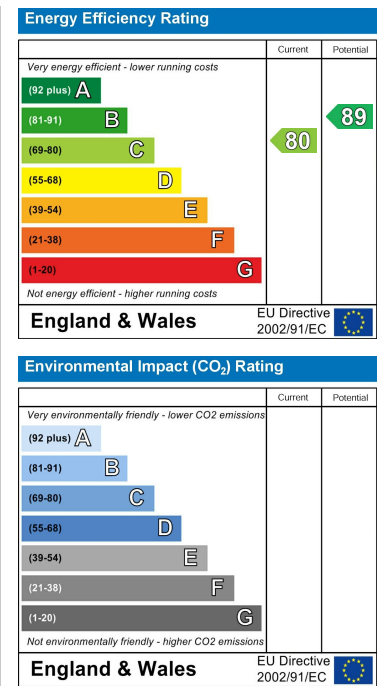 Energy Efficiency Rating
Current Potential
Very energy efficient - lower running costs
(92 plus) A
(81-91) B
(69-80) C
(55-68) D
(39-54) E
(21-38) F
(1-20) G
80
89
Not energy efficient - higher running costs
England & Wales
EU Directive
2002/91/EC
Environmental Impact (CO₂) Rating
Current Potential
Very environmentally friendly - lower CO2 emissions
(92 plus) A
(81-91) B
(69-80) C
(55-68) D
(39-54) E
(21-38) F
(1-20) G
Not environmentally friendly - higher CO2 emissions
England & Wales
EU Directive
2002/91/EC